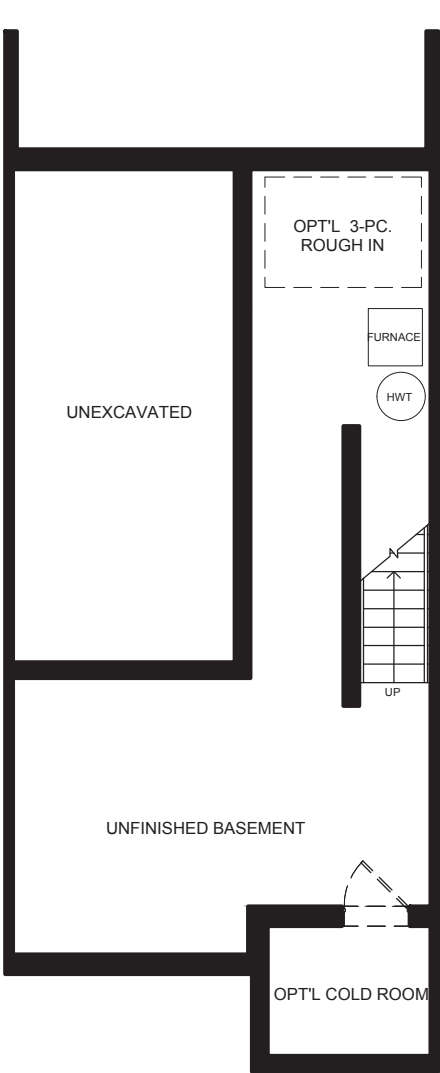 OPT'L 3-PC.
ROUGH IN
FURNACE
HWT
UNEXCAVATED
N
UP
UNFINISHED BASEMENT
OPT'L COLD ROOM